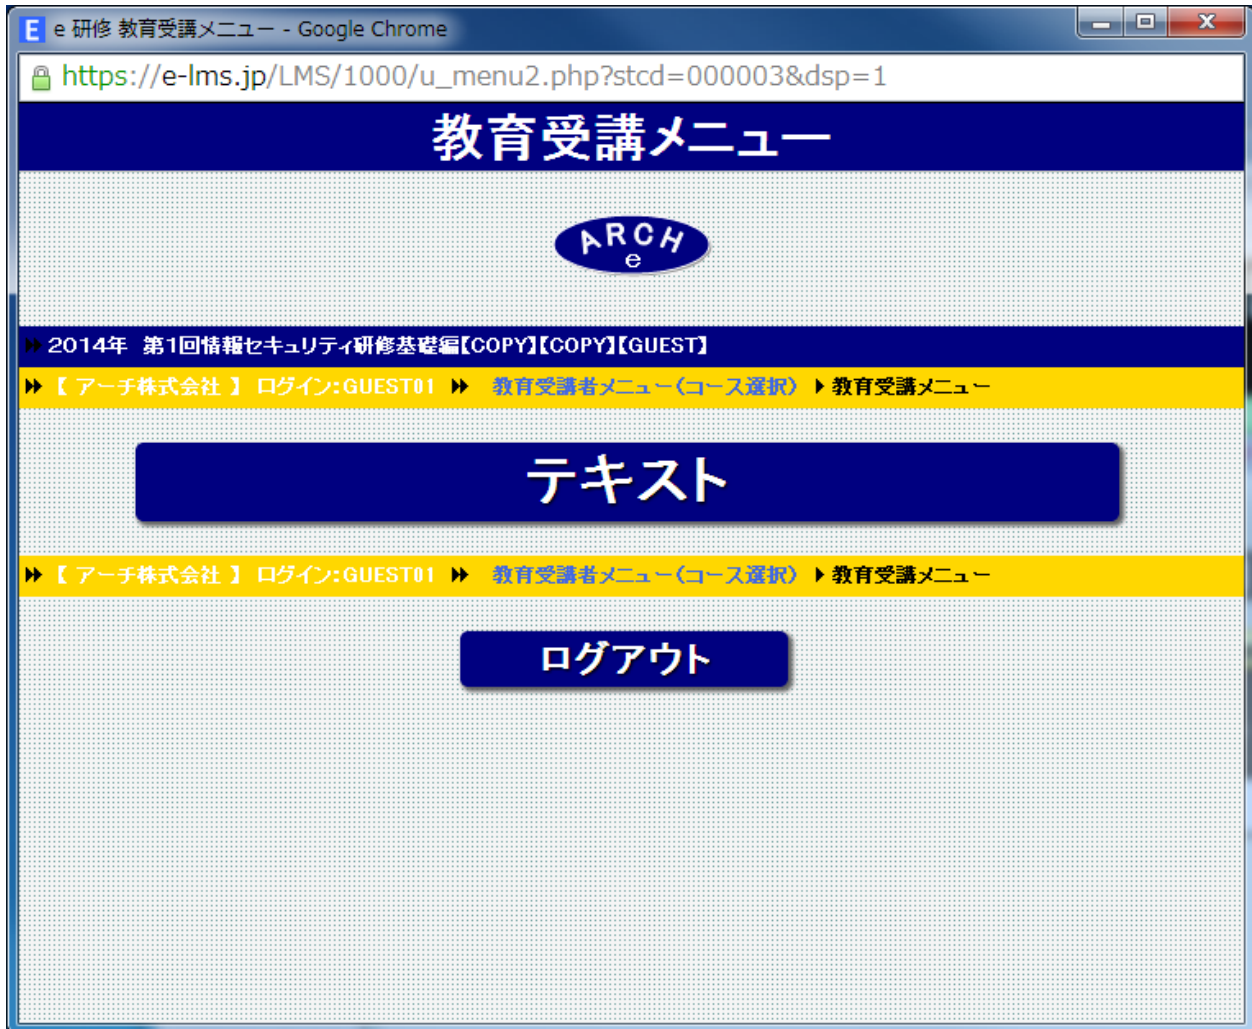 E e 研修 教育受講メニュー - Google Chrome
https://e-lms.jp/LMS/1000/u_menu2.php?stcd=000003&dsp=1
教育受講メニュー
ARCH
e
2014年 第1回情報セキュリティ研修基礎編【COPY】【COPY】【GUEST】
【 アーチ株式会社 】 ログイン:GUEST01 教育受講者メニュー(コース選択) 教育受講メニュー
テキスト
【 アーチ株式会社 】 ログイン:GUEST01 教育受講者メニュー(コース選択) 教育受講メニュー
ログアウト